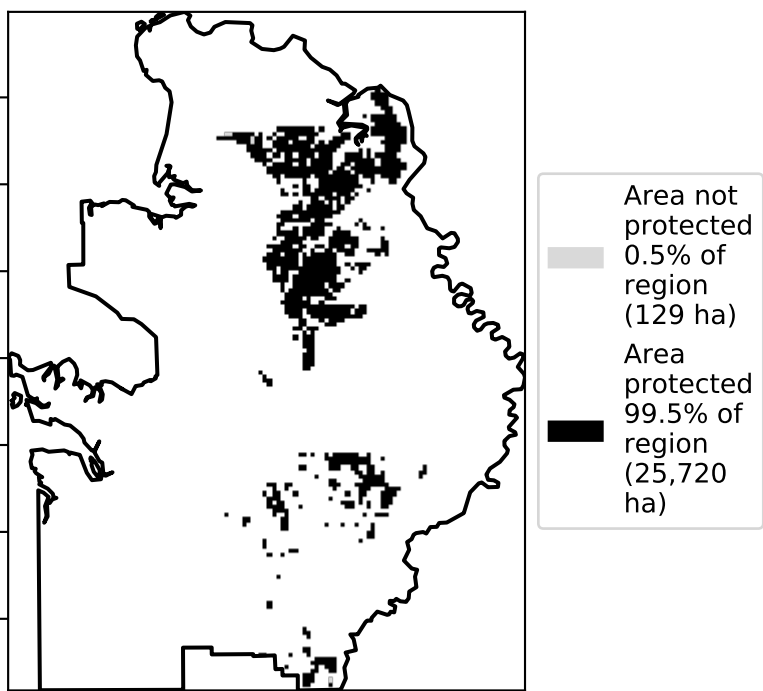 Area not
protected
0.5% of
region
(129 ha)
Area
protected
99.5% of
region
(25,720
ha)